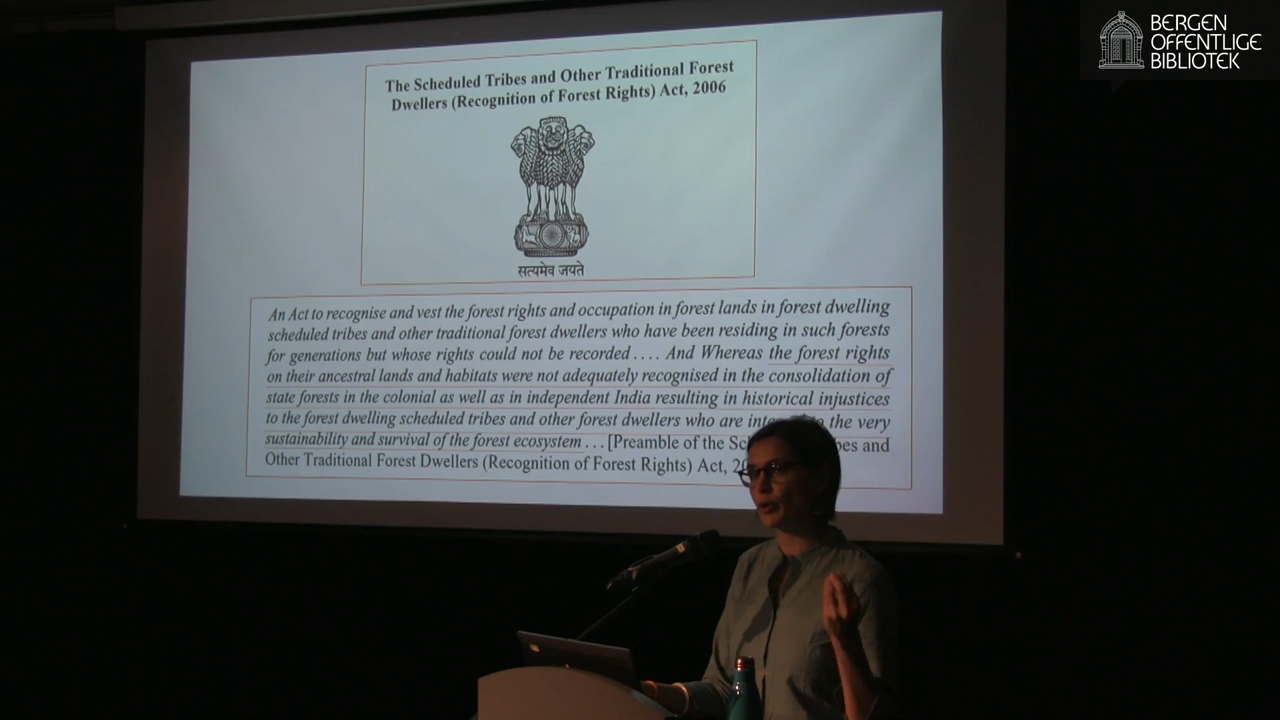 BERGEN
OFFENTLIGE
BIBLIOTEK
The Scheduled Tribes and Other Traditional Forest
Dwellers (Recognition of Forest Rights) Act, 2006
सत्यमेव जयते
An Act to recognise and vest the forest rights and occupation in forest lands in forest dwelling
scheduled tribes and other traditional forest dwellers who have been residing in such forests
for generations but whose rights could not be recorded . . . . And Whereas the forest rights
on their ancestral lands and habitats were not adequately recognised in the consolidation of
state forests in the colonial as well as in independent India resulting in historical injustices
to the forest dwelling scheduled tribes and other forest dwellers who are the very
sustainability and survival of the forest ecosystem . . . [Preamble of the and
Other Traditional Forest Dwellers (Recognition of Forest Rights) Act,